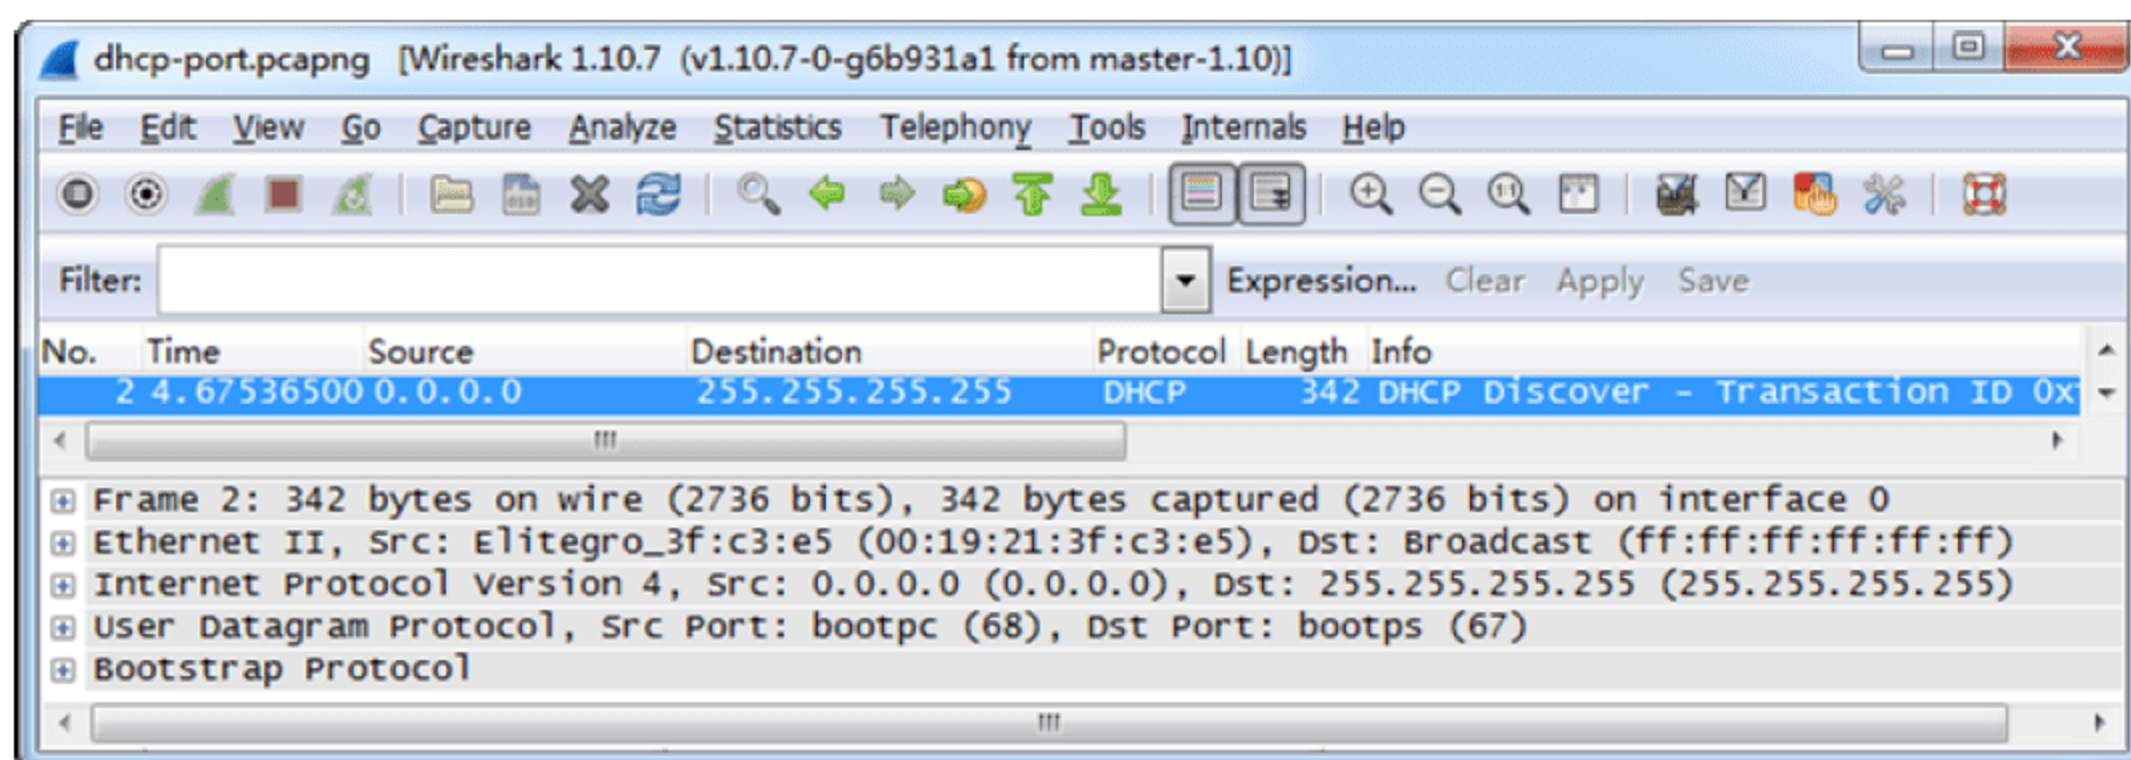 dhcp-port.pcapng [Wireshark 1.10.7 (v1.10.7-0-g6b931a1 from master-1.10)]
File Edit View Go Capture Analyze Statistics Telephony Tools Internals Help
Filter: Expression... Clear Apply Save
No. Time Source Destination Protocol Length Info
2 4.67536500 0.0.0.0 255.255.255.255 DHCP 342 DHCP Discover - Transaction ID 0x
Frame 2: 342 bytes on wire (2736 bits), 342 bytes captured (2736 bits) on interface 0
Ethernet II, Src: Elitegro_3f:c3:e5 (00:19:21:3f:c3:e5), Dst: Broadcast (ff:ff:ff:ff:ff:ff)
Internet Protocol Version 4, Src: 0.0.0.0 (0.0.0.0), Dst: 255.255.255.255 (255.255.255.255)
User Datagram Protocol, Src Port: bootpc (68), Dst Port: bootps (67)
Bootstrap Protocol